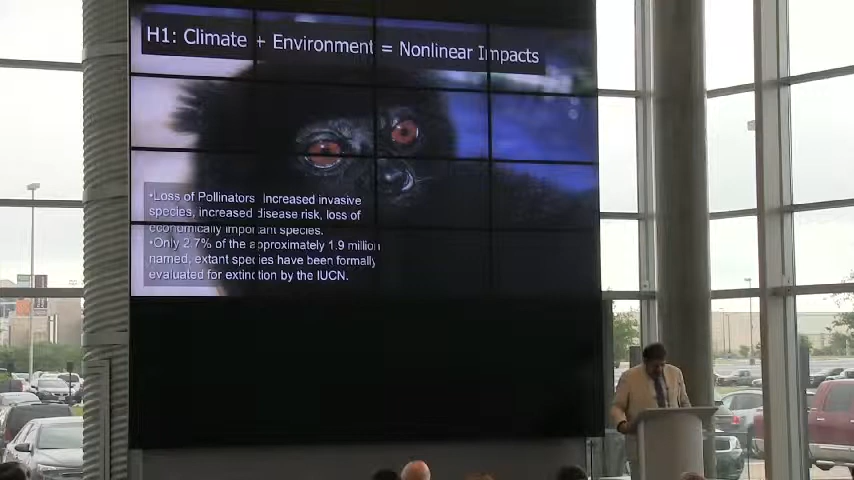 H1: Climate + Environment = Nonlinear Impacts
•Loss of Pollinators Increased invasive
species, increased disease risk, loss of
economically important species.
•Only 2.7% of the approximately 1.9 million
named, extant species have been formally
evaluated for extinction by the IUCN.